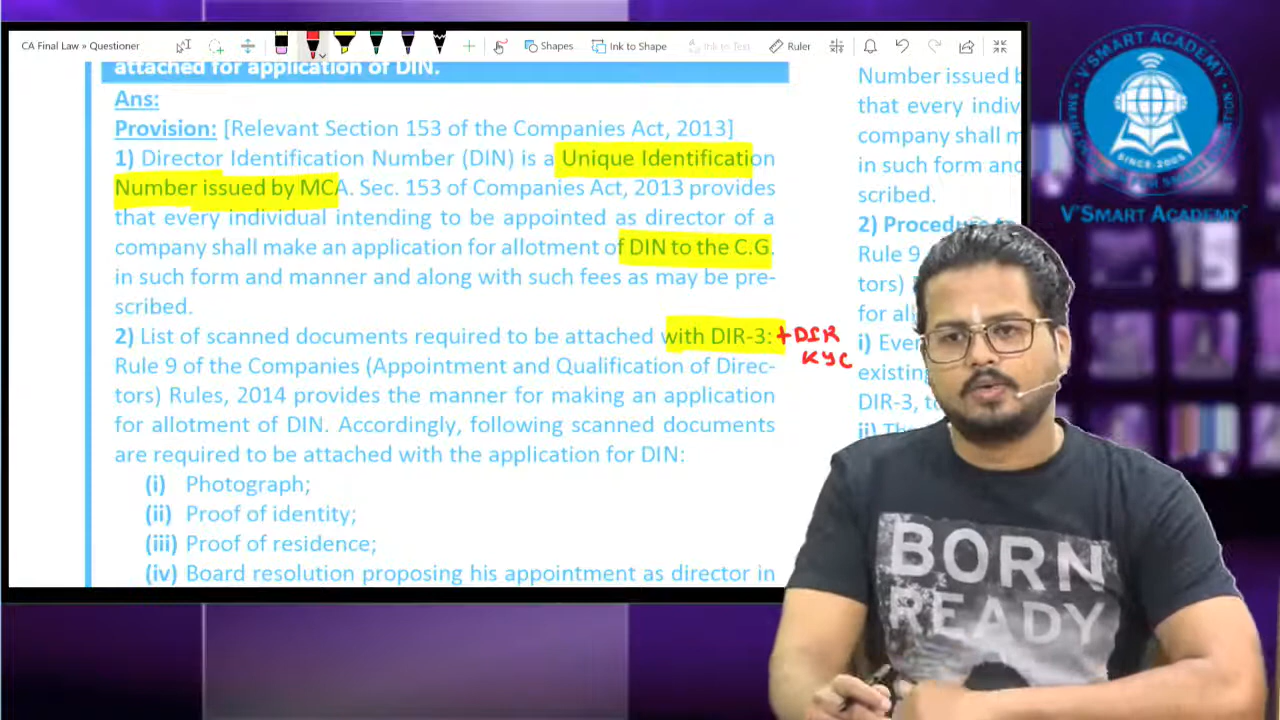 CA Final Law » Questioner
Shapes
Ink to Shape
Ink to Text
Ruler
attached for application of DIN.
Ans:
Provision: [Relevant Section 153 of the Companies Act, 2013]
1) Director Identification Number (DIN) is a Unique Identification
Number issued by MCA. Sec. 153 of Companies Act, 2013 provides
that every individual intending to be appointed as director of a
company shall make an application for allotment of DIN to the C.G.
in such form and manner and along with such fees as may be pre-
scribed.
2) List of scanned documents required to be attached with DIR-3: + DIR
KYC
Rule 9 of the Companies (Appointment and Qualification of Direc-
tors) Rules, 2014 provides the manner for making an application
for allotment of DIN. Accordingly, following scanned documents
are required to be attached with the application for DIN:
(i) Photograph;
(ii) Proof of identity;
(iii) Proof of residence;
(iv) Board resolution proposing his appointment as director in
Number issued
that every
company shall
in such form and
scribed.
2) Procedure
Rule 9
tors)
for
i)
existing
DIR-3,
ii)
V'SMART ACADEMY
SINCE-2008
V'SMART ACADEMY
BORN
READY